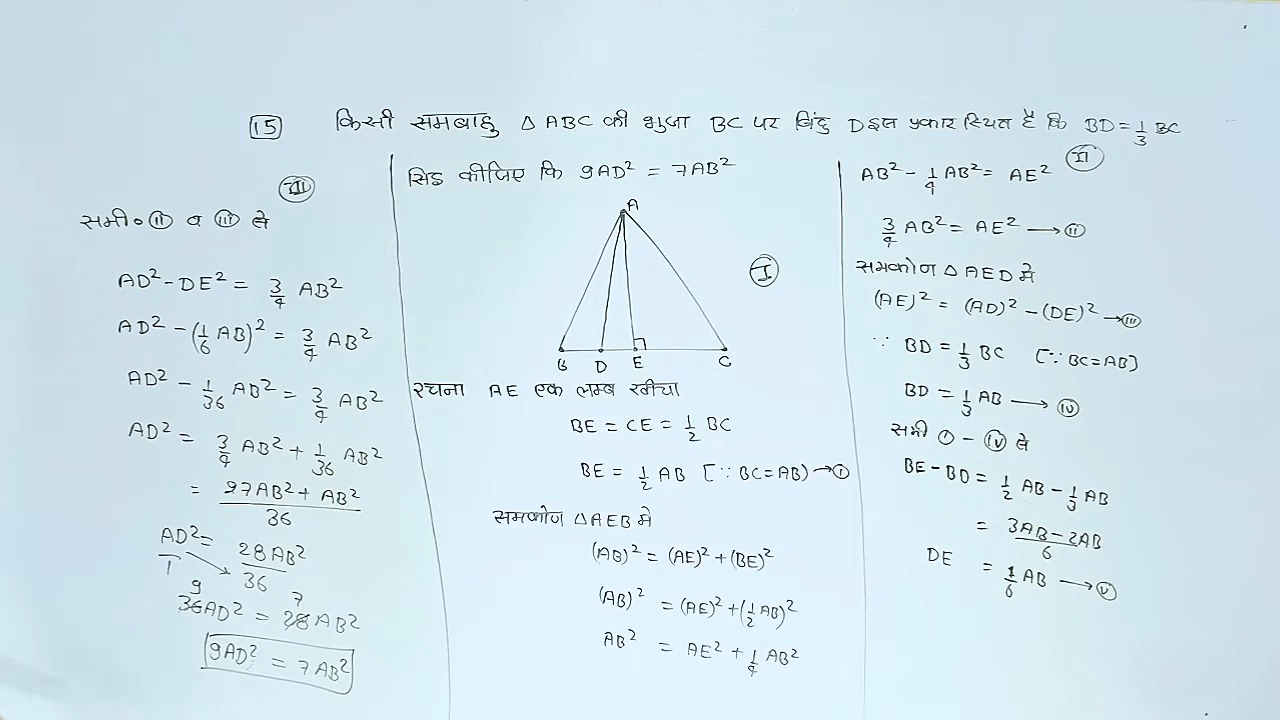 15 किसी समबाहु △ ABC की भुजा BC पर बिंदु D इस प्रकार स्थित है कि BD = 1/3 BC
सिद्ध कीजिए कि 9AD² = 7AB²
I
A
B D E C
रचना AE एक लम्ब खींचा
BE = CE = 1/2 BC
BE = 1/2 AB [∵ BC = AB) → I
समकोण △AEB मे
(AB)² = (AE)² + (BE)²
(AB)² = (AE)² + (1/2 AB)²
AB² = AE² + 1/4 AB²
II
AB² - 1/4 AB² = AE²
3/4 AB² = AE² → II
समकोण △ AED मे
(AE)² = (AD)² - (DE)² → III
∵ BD = 1/3 BC [∵ BC = AB]
BD = 1/3 AB → IV
समी I - IV से
BE - BD = 1/2 AB - 1/3 AB
= 3AB - 2AB/6
DE = 1/6 AB → V
III
समी० II व III से
AD² - DE² = 3/4 AB²
AD² - (1/6 AB)² = 3/4 AB²
AD² - 1/36 AB² = 3/4 AB²
AD² = 3/4 AB² + 1/36 AB²
= 27AB² + AB²/36
AD²/1 = 28AB²/36
9 7
36AD² = 28AB²
9AD² = 7AB²